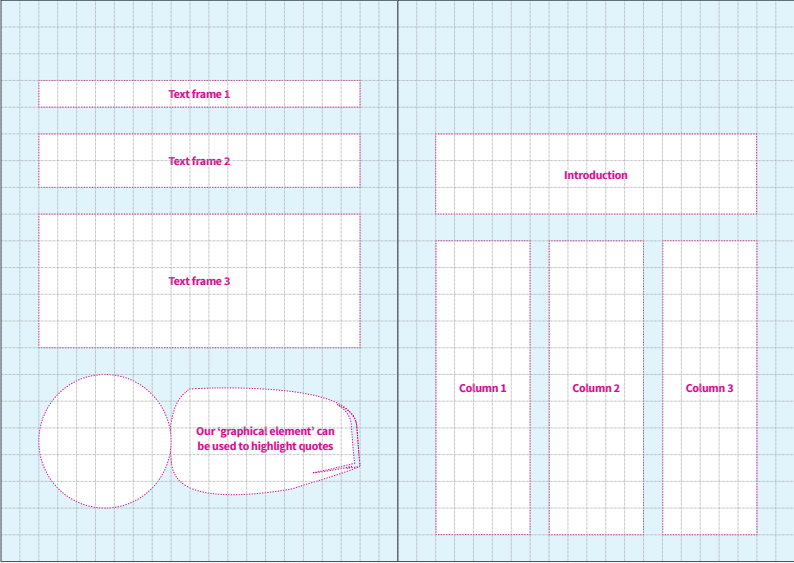 Text frame 1
Text frame 2
Text frame 3
Our ‘graphical element’ can
be used to highlight quotes
Introduction
Column 1
Column 2
Column 3